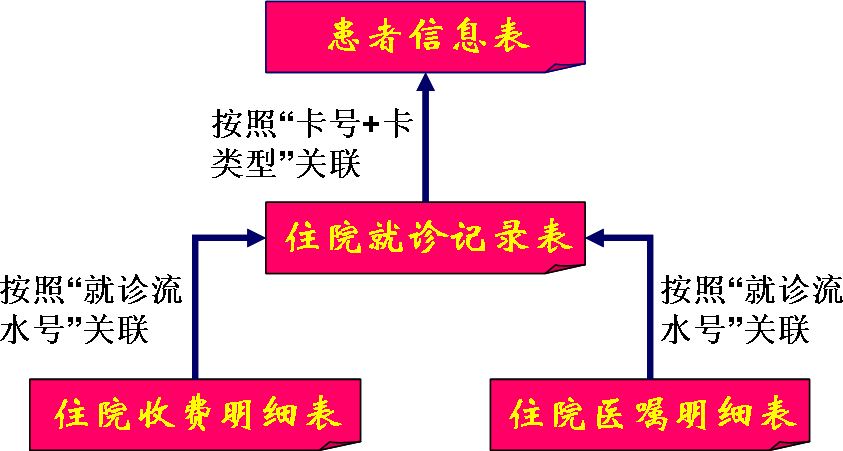 患者信息表
按照“卡号+卡
类型”关联
住院就诊记录表
按照“就诊流
水号”关联
按照“就诊流
水号”关联
住院收费明细表
住院医嘱明细表